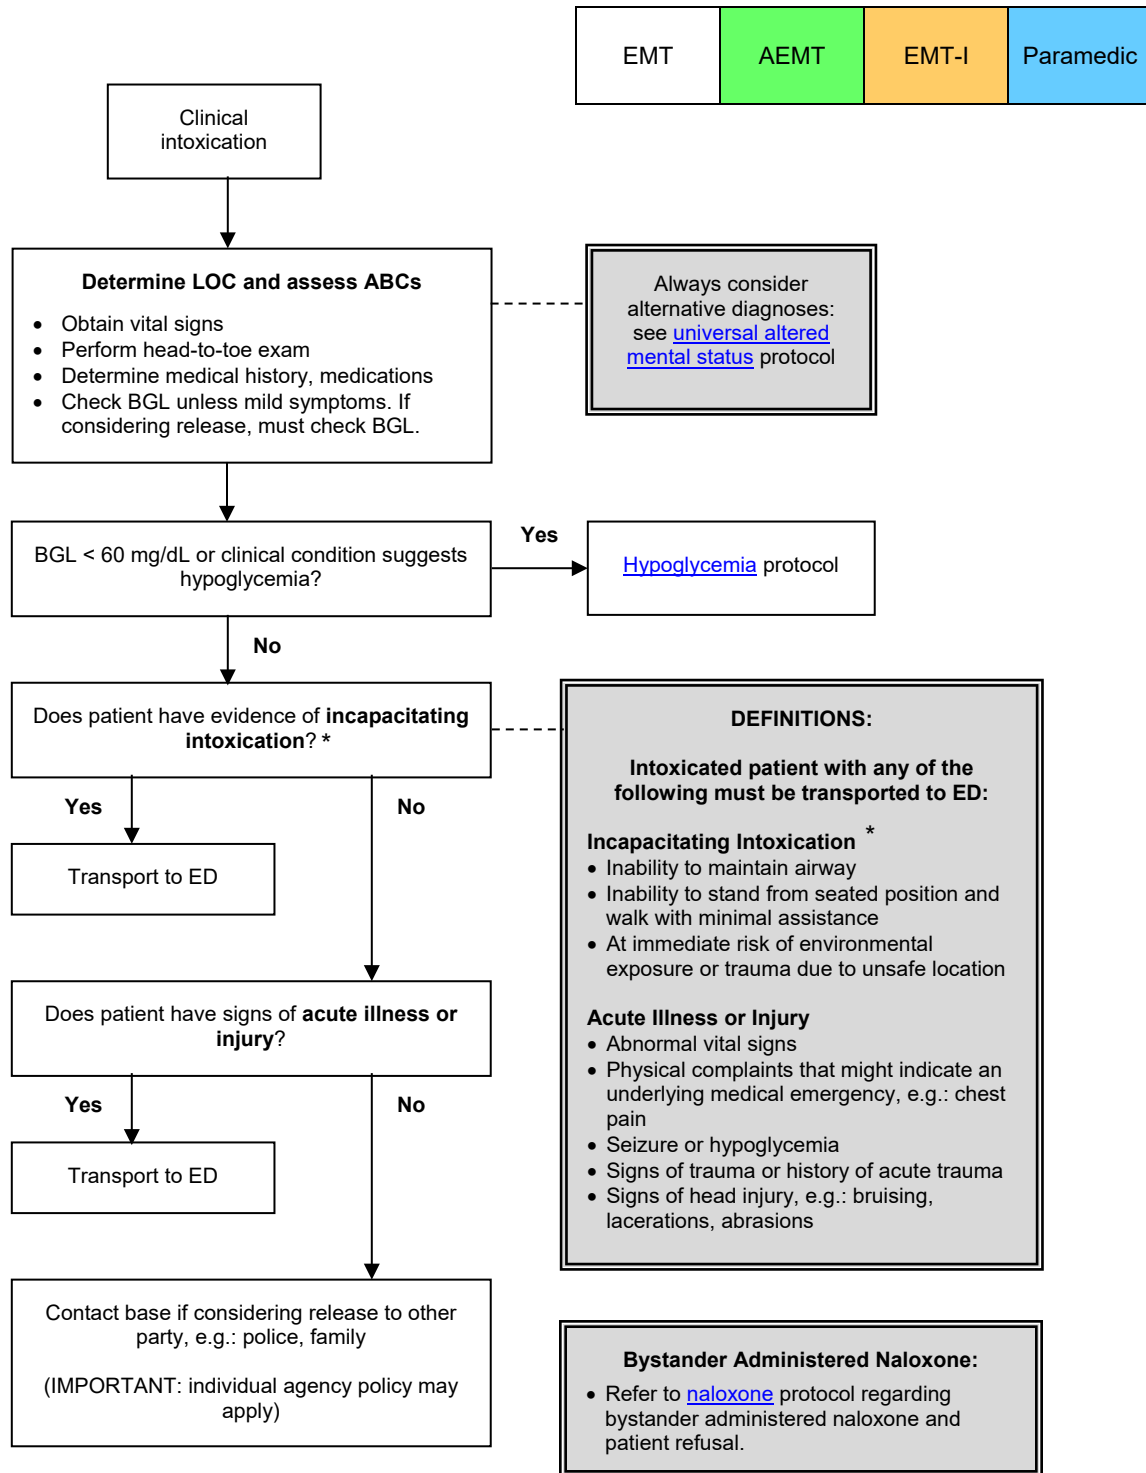 EMT
AEMT
EMT-I
Paramedic
Clinical
intoxication
Determine LOC and assess ABCs
• Obtain vital signs
• Perform head-to-toe exam
• Determine medical history, medications
• Check BGL unless mild symptoms. If
considering release, must check BGL.
Always consider
alternative diagnoses:
see universal altered
mental status protocol
BGL < 60 mg/dL or clinical condition suggests
hypoglycemia?
Yes
Hypoglycemia protocol
No
Does patient have evidence of incapacitating
intoxication? *
Yes
No
Transport to ED
DEFINITIONS:
Intoxicated patient with any of the
following must be transported to ED:
Incapacitating Intoxication *
• Inability to maintain airway
• Inability to stand from seated position and
walk with minimal assistance
• At immediate risk of environmental
exposure or trauma due to unsafe location
Acute Illness or Injury
• Abnormal vital signs
• Physical complaints that might indicate an
underlying medical emergency, e.g.: chest
pain
• Seizure or hypoglycemia
• Signs of trauma or history of acute trauma
• Signs of head injury, e.g.: bruising,
lacerations, abrasions
Does patient have signs of acute illness or
injury?
Yes
No
Transport to ED
Contact base if considering release to other
party, e.g.: police, family
(IMPORTANT: individual agency policy may
apply)
Bystander Administered Naloxone:
• Refer to naloxone protocol regarding
bystander administered naloxone and
patient refusal.